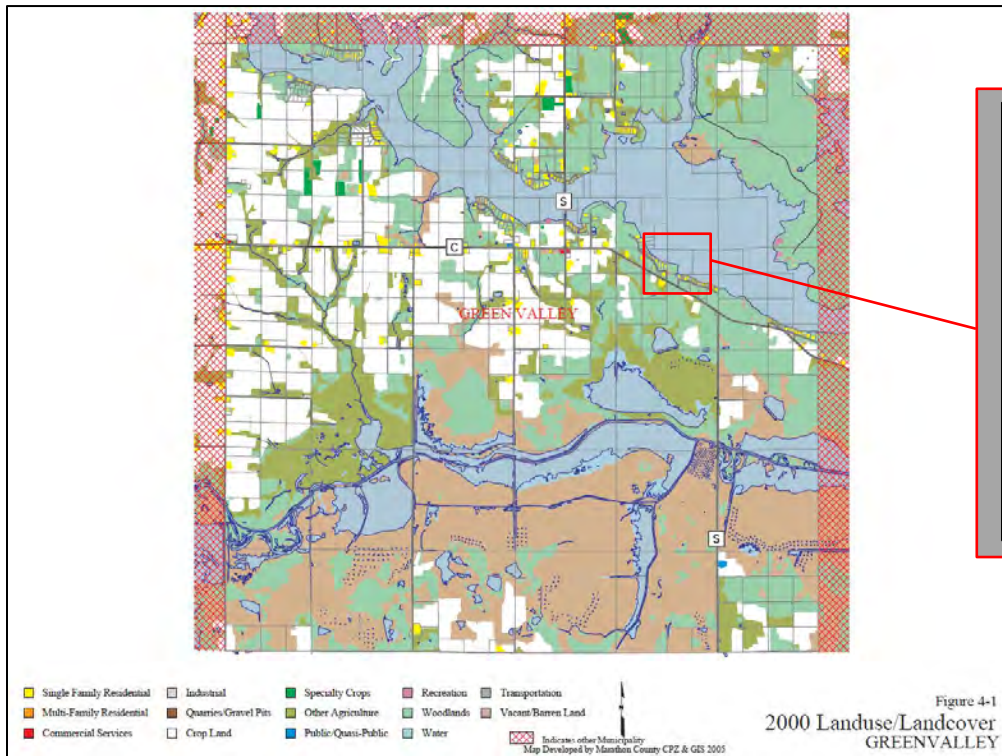 S
C
GREEN VALLEY
S
Single Family Residential
Industrial
Specialty Crops
Recreation
Transportation
Multi-Family Residential
Quarries/Gravel Pits
Other Agriculture
Woodlands
Vacant/Barren Land
Commercial Services
Crop Land
Public/Quasi-Public
Water
Indicates other Municipality
Map Developed by Marathon County CPZ & GIS 2005
Figure 4-1
2000 Landuse/Landcover
GREENVALLEY